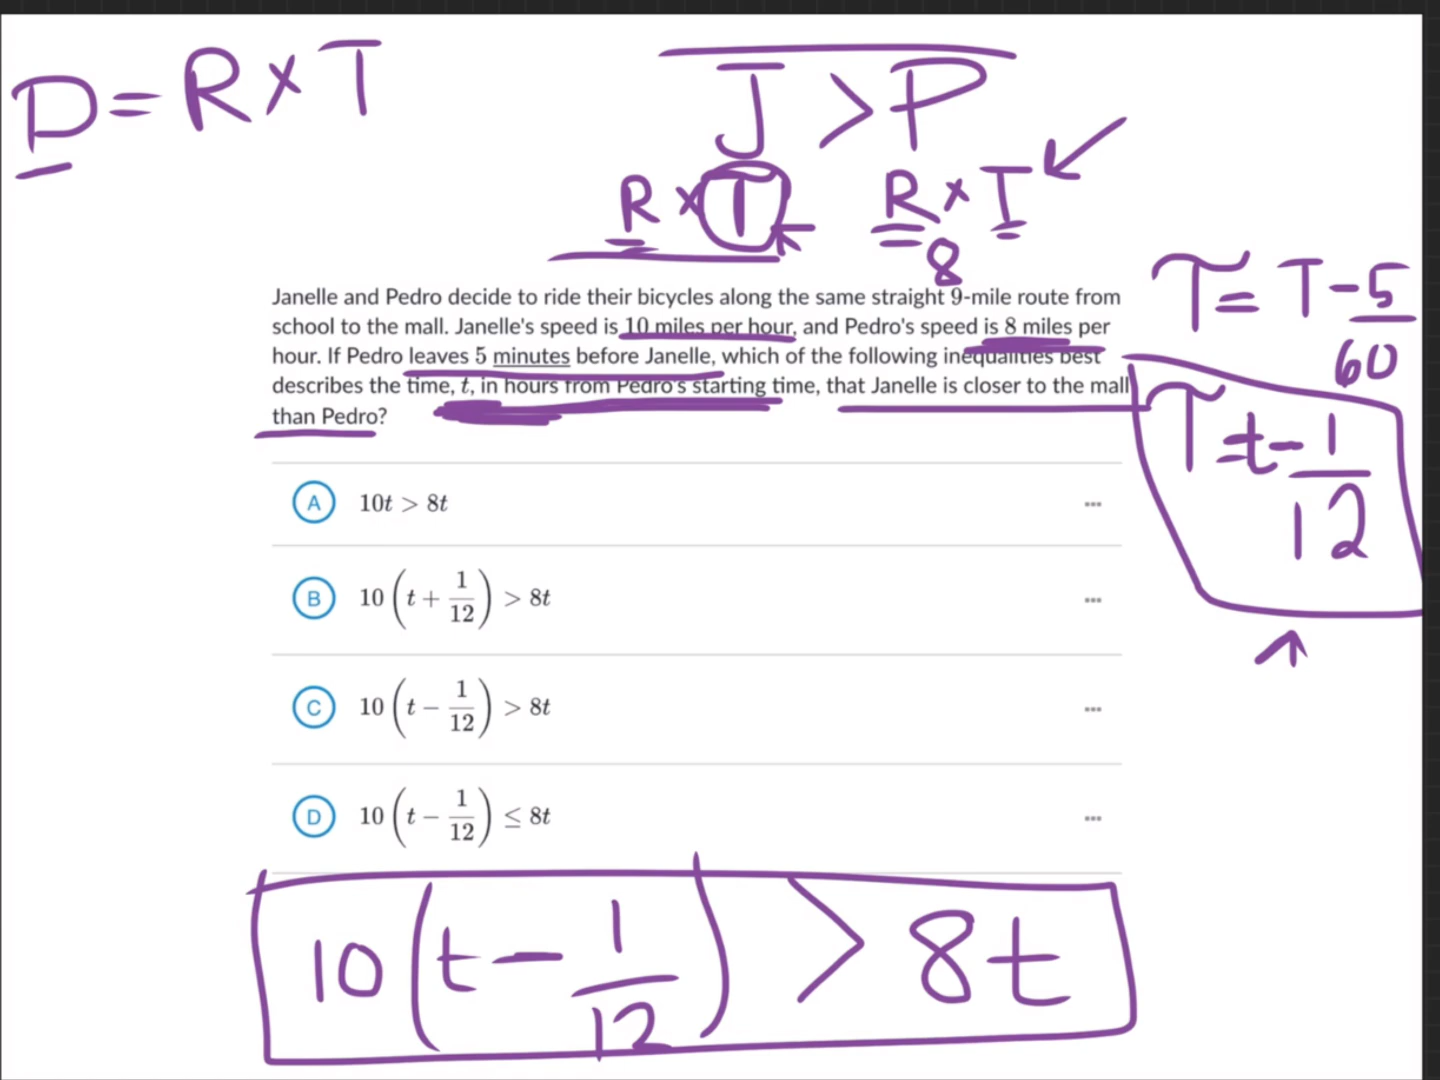 D = R × T
J > P
R × T R × T
8
Janelle and Pedro decide to ride their bicycles along the same straight 9-mile route from
school to the mall. Janelle's speed is 10 miles per hour, and Pedro's speed is 8 miles per
hour. If Pedro leaves 5 minutes before Janelle, which of the following inequalities best
describes the time, t, in hours from Pedro's starting time, that Janelle is closer to the mall
than Pedro?
T = T - 5/60
T = t - 1/12
A 10t > 8t
B 10(t + 1/12) > 8t
C 10(t − 1/12) > 8t
D 10(t − 1/12) ≤ 8t
10(t - 1/12) > 8t